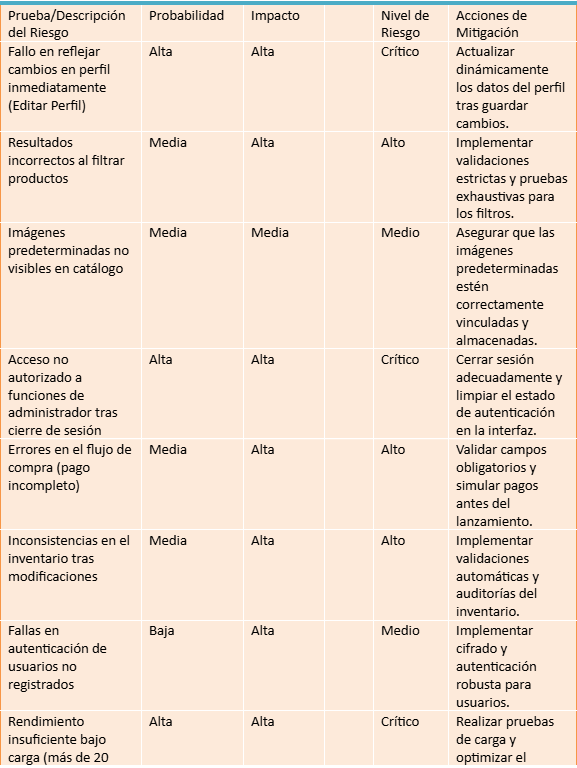 Prueba/Descripción Probabilidad Impacto Nivel de Acciones de
del Riesgo Riesgo Mitigación
Fallo en reflejar Alta Alta Crítico Actualizar
cambios en perfil dinámicamente
inmediatamente los datos del perfil
(Editar Perfil) tras guardar
cambios.
Resultados Media Alta Alto Implementar
incorrectos al filtrar validaciones
productos estrictas y pruebas
exhaustivas para
los filtros.
Imágenes Media Media Medio Asegurar que las
predeterminadas no imágenes
visibles en catálogo predeterminadas
estén
correctamente
vinculadas y
almacenadas.
Acceso no Alta Alta Crítico Cerrar sesión
autorizado a adecuadamente y
funciones de limpiar el estado
administrador tras de autenticación
cierre de sesión en la interfaz.
Errores en el flujo de Media Alta Alto Validar campos
compra (pago obligatorios y
incompleto) simular pagos
antes del
lanzamiento.
Inconsistencias en el Media Alta Alto Implementar
inventario tras validaciones
modificaciones automáticas y
auditorías del
inventario.
Fallas en Baja Alta Medio Implementar
autenticación de cifrado y
usuarios no autenticación
registrados robusta para
usuarios.
Rendimiento Alta Alta Crítico Realizar pruebas
insuficiente bajo de carga y
carga (más de 20 optimizar el